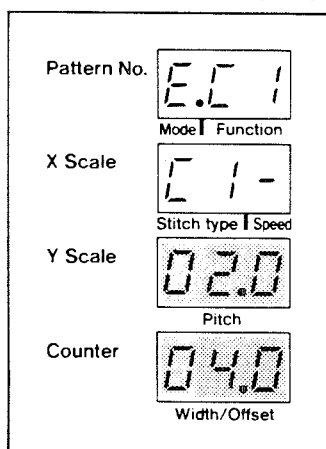 Pattern No. E.C 1
Mode Function
X Scale C 1 -
Stitch type Speed
Y Scale 02.0
Pitch
Counter 04.0
Width/Offset